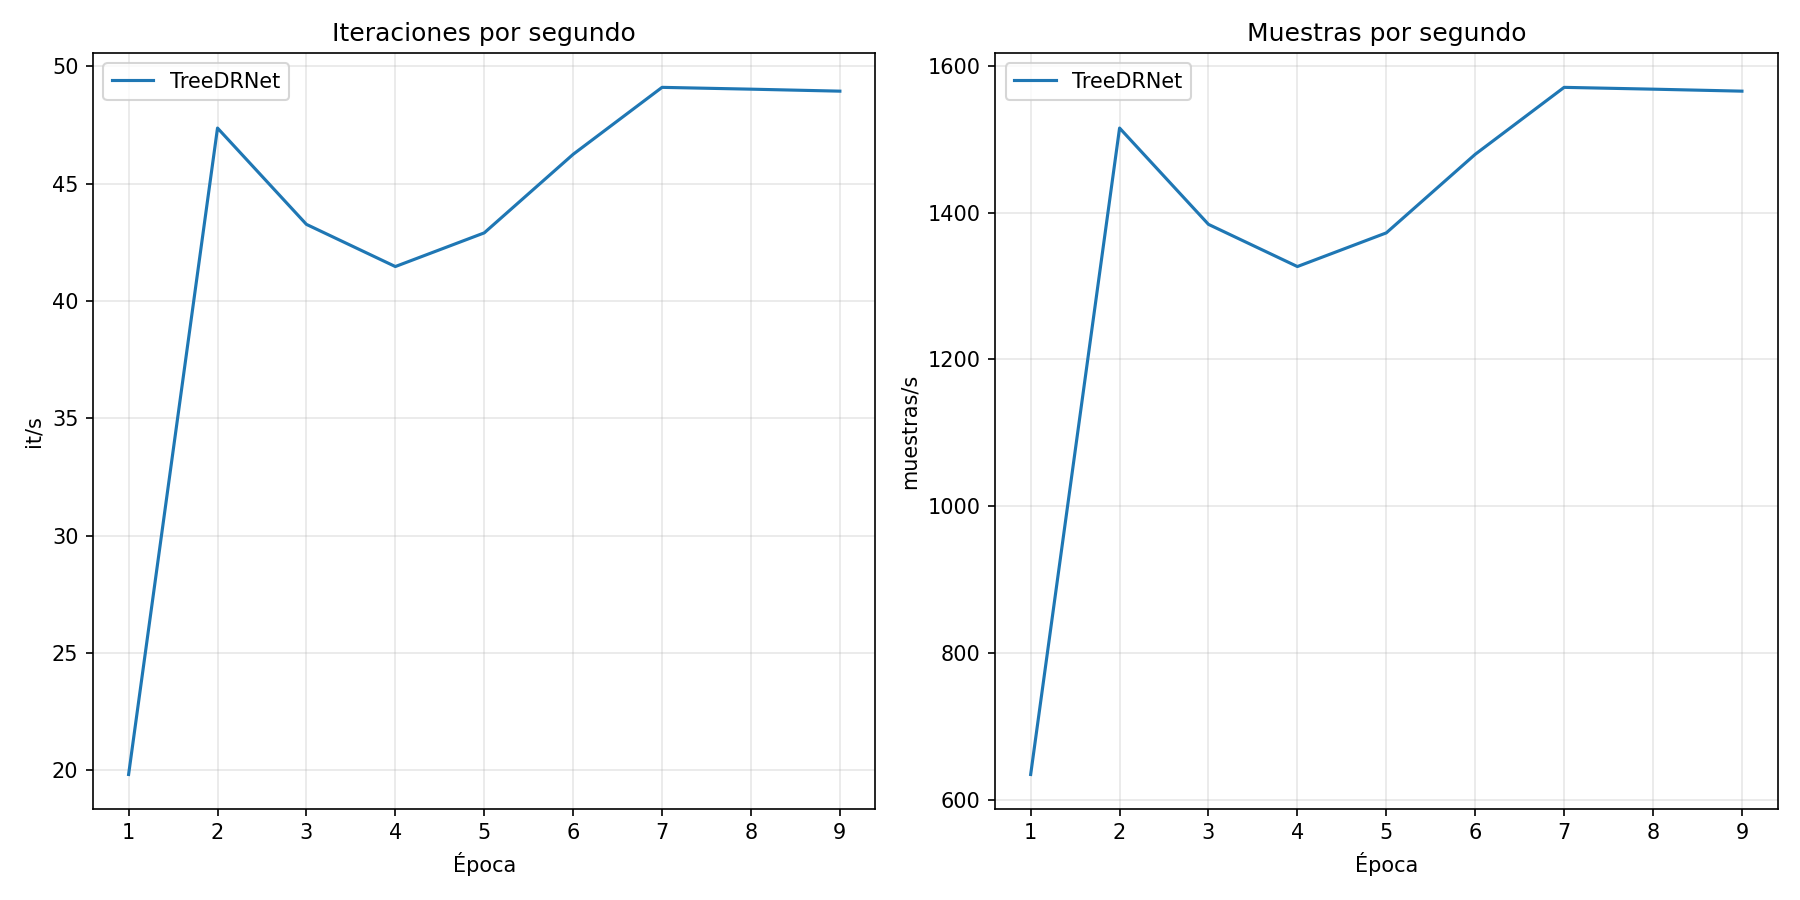 Iteraciones por segundo
TreeDRNet
50
45
40
35
30
25
20
it/s
1 2 3 4 5 6 7 8 9
Época
Muestras por segundo
TreeDRNet
1600
1400
1200
1000
800
600
muestras/s
1 2 3 4 5 6 7 8 9
Época